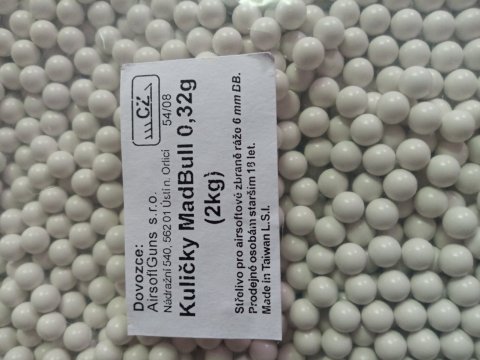 Dovozce:
AirsoftGuns s.r.o.
Nádražní 540, 562 01 Ústí n. Orlicí
CZ
54/08
Kuličky MadBull 0,32g
(2kg)
Střelivo pro airsoftové zbraně ráže 6 mm BB.
Prodejné osobám starším 18 let.
Made in Taiwan L.S.I.